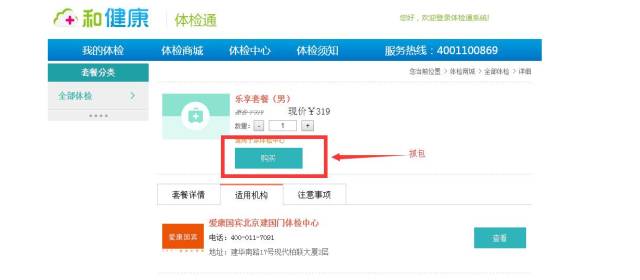 和健康 体检通
您好，欢迎登录体检通系统!
我的体检 体检商城 体检中心 体检须知 服务热线：4001100869
套餐分类
您当前位置 > 体检商城 > 全部体检 > 详细
全部体检 >
乐享套餐（男）
现价￥319
数量： - 1 +
购买
抓包
套餐详情 适用机构 注意事项
爱康国宾
爱康国宾北京建国门体检中心
电话：400-011-7091
地址：建华南路17号现代柏联大厦2层
查看